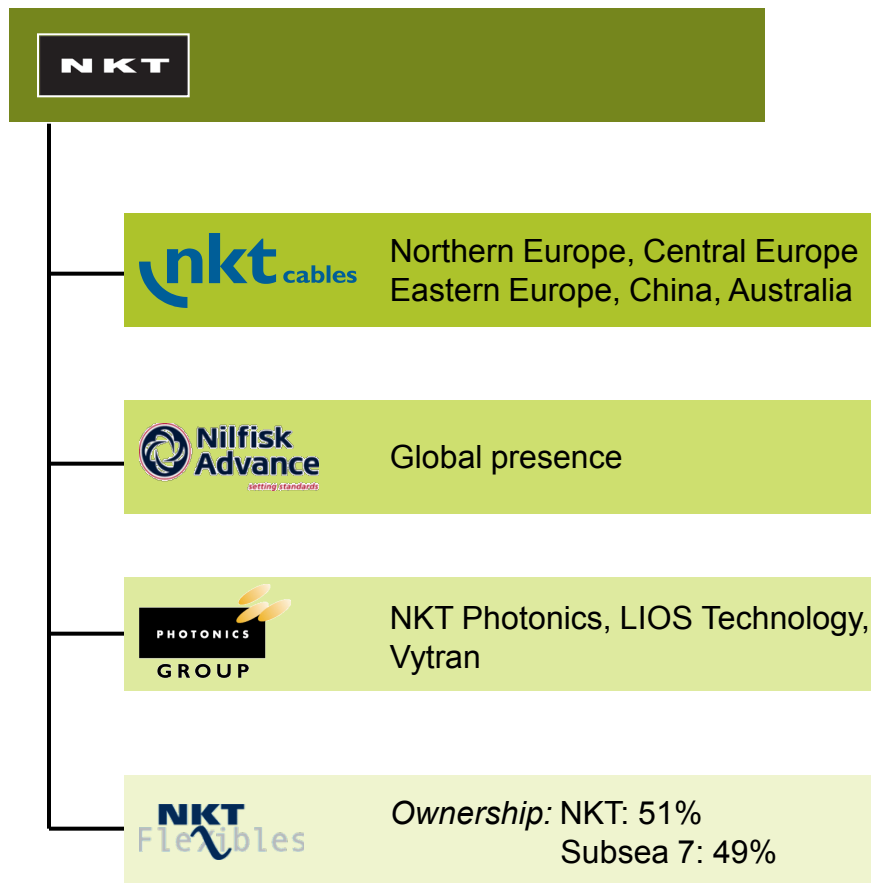 NKT
nkt cables
Northern Europe, Central Europe
Eastern Europe, China, Australia
Nilfisk
Advance
setting standards
Global presence
PHOTONICS
GROUP
NKT Photonics, LIOS Technology,
Vytran
NKT
Flexibles
Ownership: NKT: 51%
Subsea 7: 49%